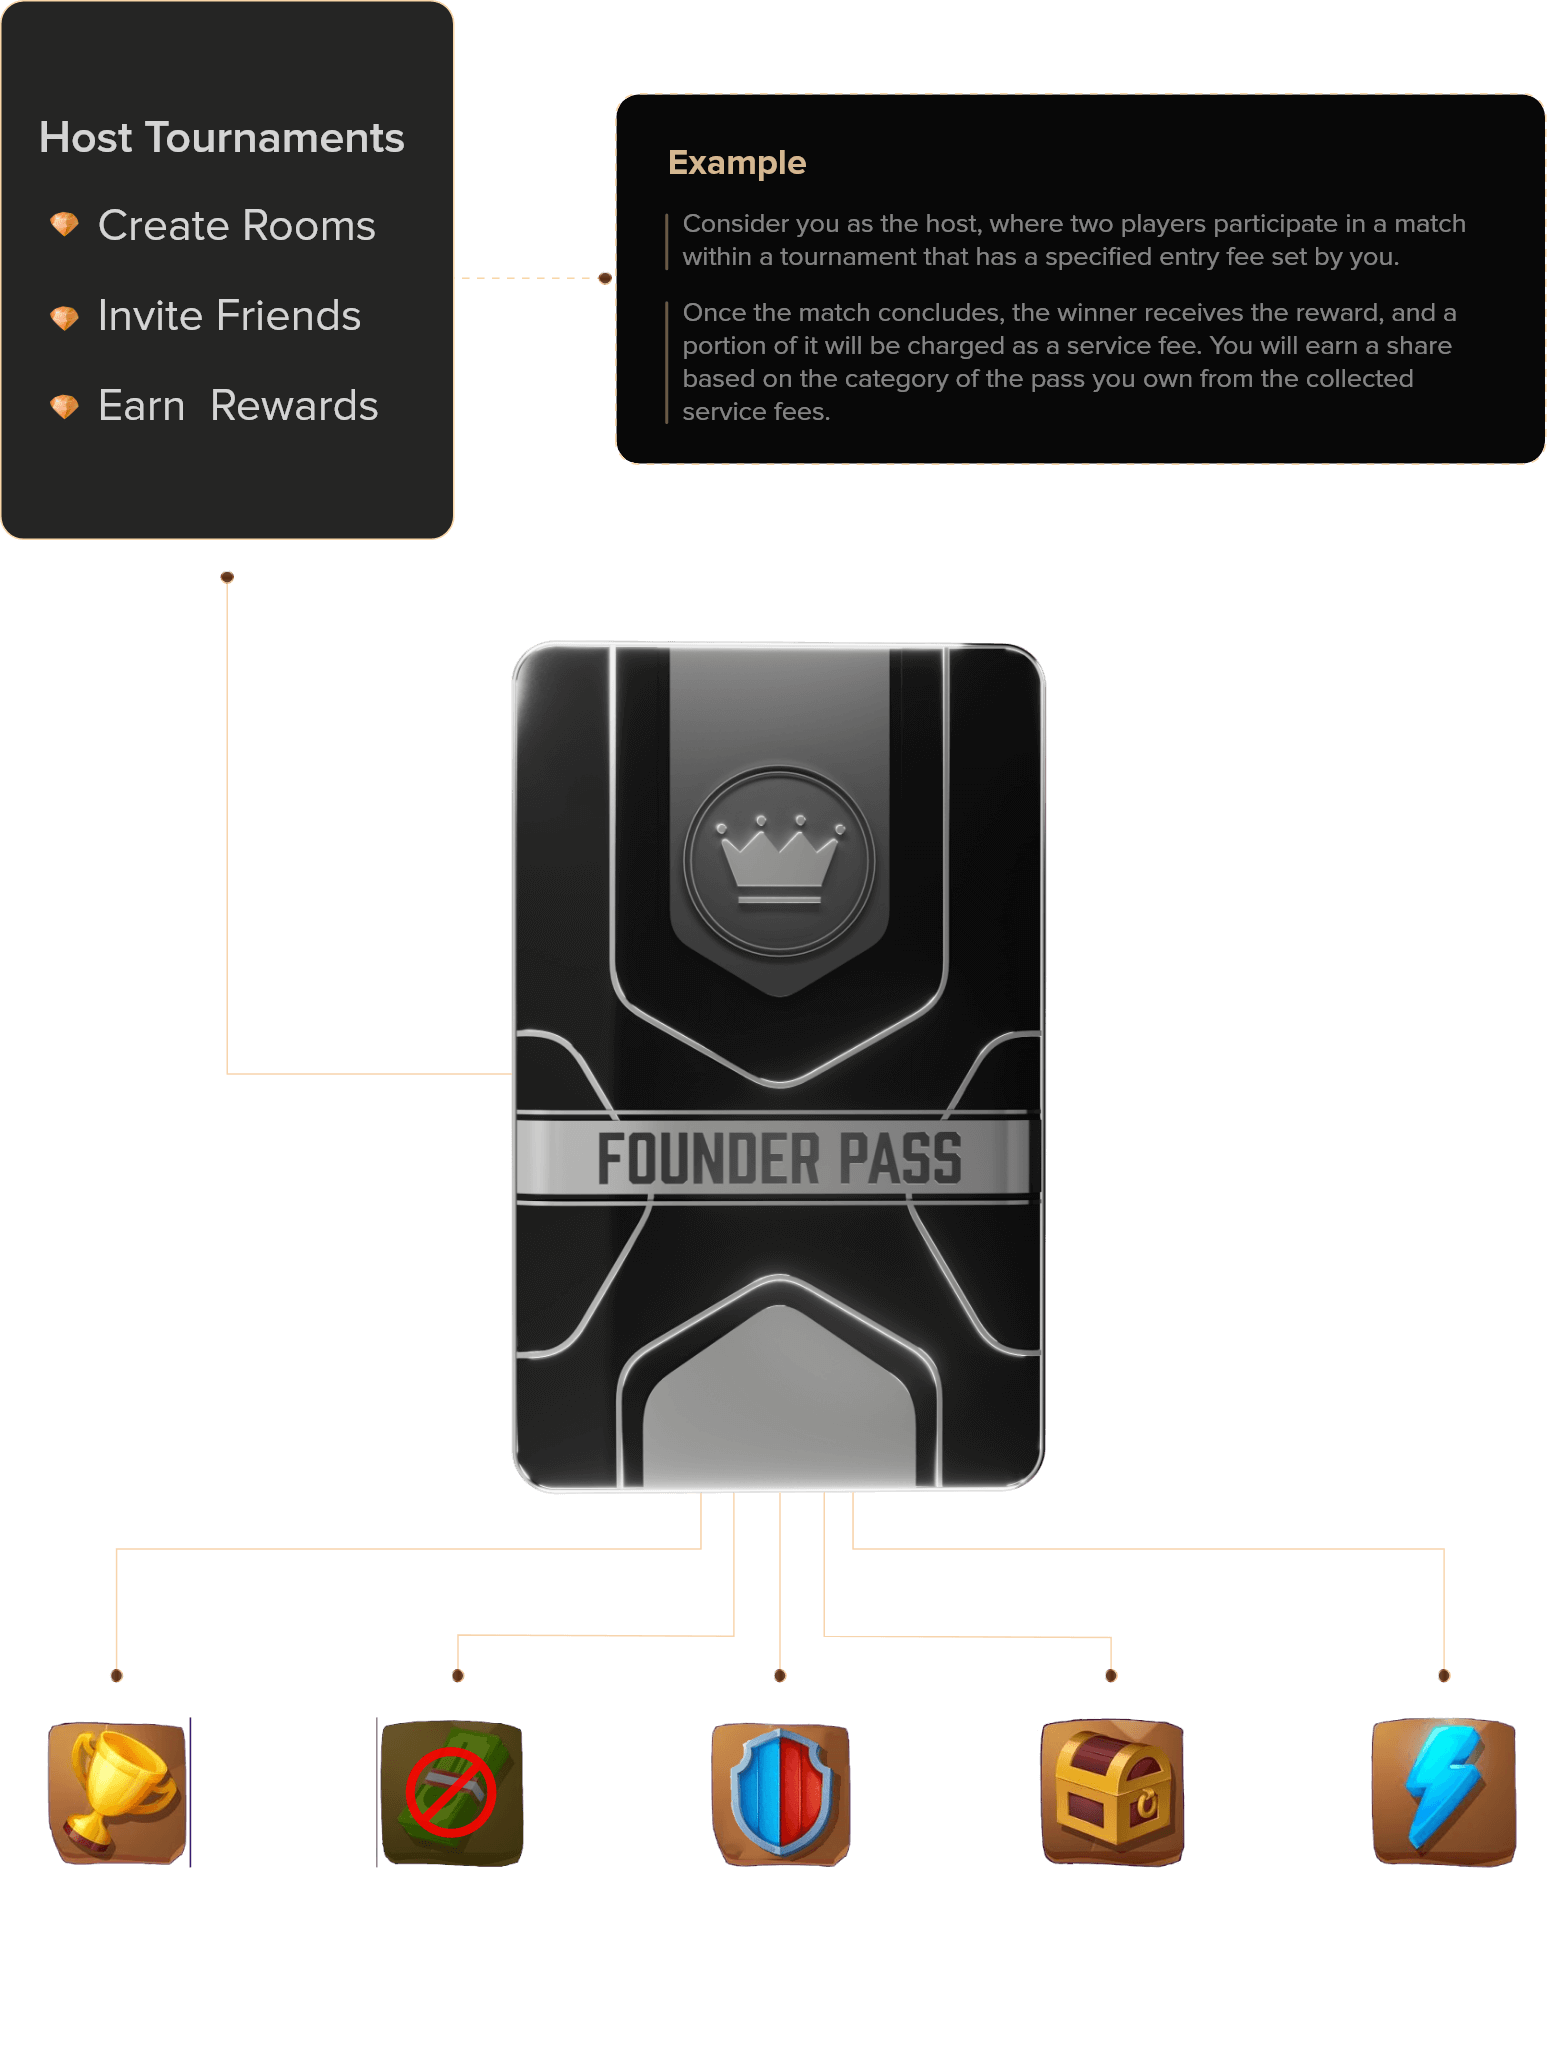 Host Tournaments
Create Rooms
Invite Friends
Earn  Rewards
Example
Consider you as the host, where two players participate in a match
within a tournament that has a specified entry fee set by you.
Once the match concludes, the winner receives the reward, and a
portion of it will be charged as a service fee. You will earn a share
based on the category of the pass you own from the collected
service fees.
FOUNDER PASS